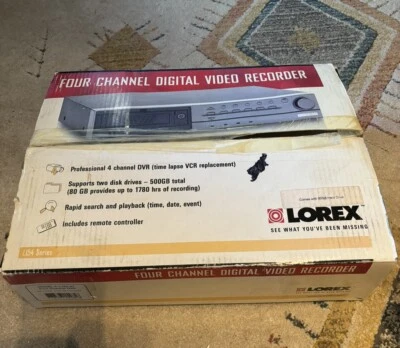 FOUR CHANNEL DIGITAL VIDEO RECORDER
Professional 4 channel DVR (time lapse VCR replacement)
Supports two disk drives - 500GB total
(80 GB provides up to 1780 hrs of recording)
Rapid search and playback (time, date, event)
Includes remote controller
LOREX
SEE WHAT YOU'VE BEEN MISSING
L104 Series
FOUR CHANNEL DIGITAL VIDEO RECORDER